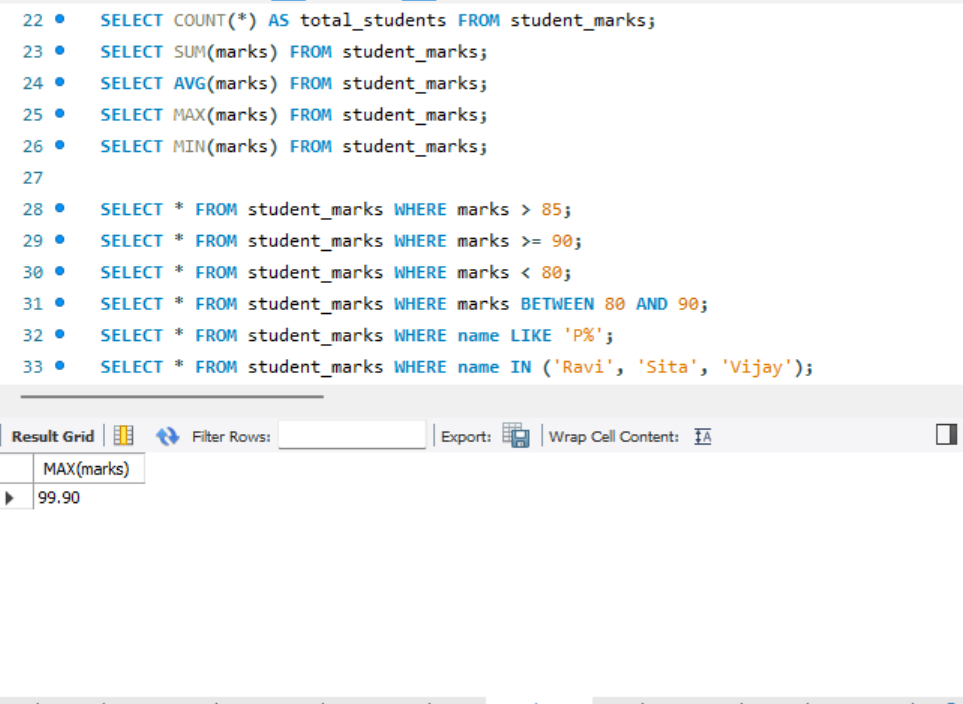 22 SELECT COUNT(*) AS total_students FROM student_marks;
23 SELECT SUM(marks) FROM student_marks;
24 SELECT AVG(marks) FROM student_marks;
25 SELECT MAX(marks) FROM student_marks;
26 SELECT MIN(marks) FROM student_marks;
27
28 SELECT * FROM student_marks WHERE marks > 85;
29 SELECT * FROM student_marks WHERE marks >= 90;
30 SELECT * FROM student_marks WHERE marks < 80;
31 SELECT * FROM student_marks WHERE marks BETWEEN 80 AND 90;
32 SELECT * FROM student_marks WHERE name LIKE 'P%';
33 SELECT * FROM student_marks WHERE name IN ('Ravi', 'Sita', 'Vijay');
Result Grid Filter Rows: Export: Wrap Cell Content:
MAX(marks)
99.90